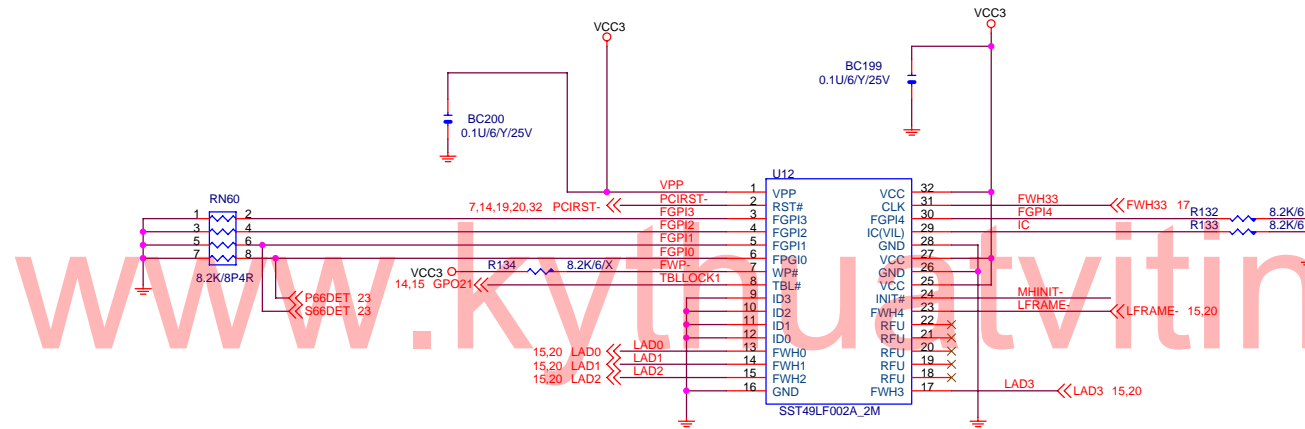 VCC3
VCC3
BC199
0.1U/6/Y/25V
BC200
0.1U/6/Y/25V
U12
RN60
8.2K/8P4R
1 2
3 4
5 6
7 8
VPP 1 VPP
7,14,19,20,32 PCIRST- PCIRST- 2 RST#
FGPI3 3 FGPI3
FGPI2 4 FGPI2
FGPI1 5 FGPI1
FGPI0 6 FPGI0
VCC3 R134 8.2K/6/X FWP- 7 WP#
14,15 GPO21 TBLLOCK1 8 TBL#
P66DET 23
S66DET 23
9 ID3
10 ID2
11 ID1
12 ID0
15,20 LAD0 LAD0 13 FWH0
15,20 LAD1 LAD1 14 FWH1
15,20 LAD2 LAD2 15 FWH2
16 GND
VCC 32
CLK 31 FWH33 FWH33 17
FGPI4 30 FGPI4 R132 8.2K/6
IC(VIL) 29 IC R133 8.2K/6
GND 28
VCC 27
GND 26
VCC 25
INIT# 24 MHINIT-
FWH4 23 LFRAME- LFRAME- 15,20
RFU 22
RFU 21
RFU 20
RFU 19
RFU 18
FWH3 17 LAD3 LAD3 15,20
SST49LF002A_2M
www.kythuatvitin